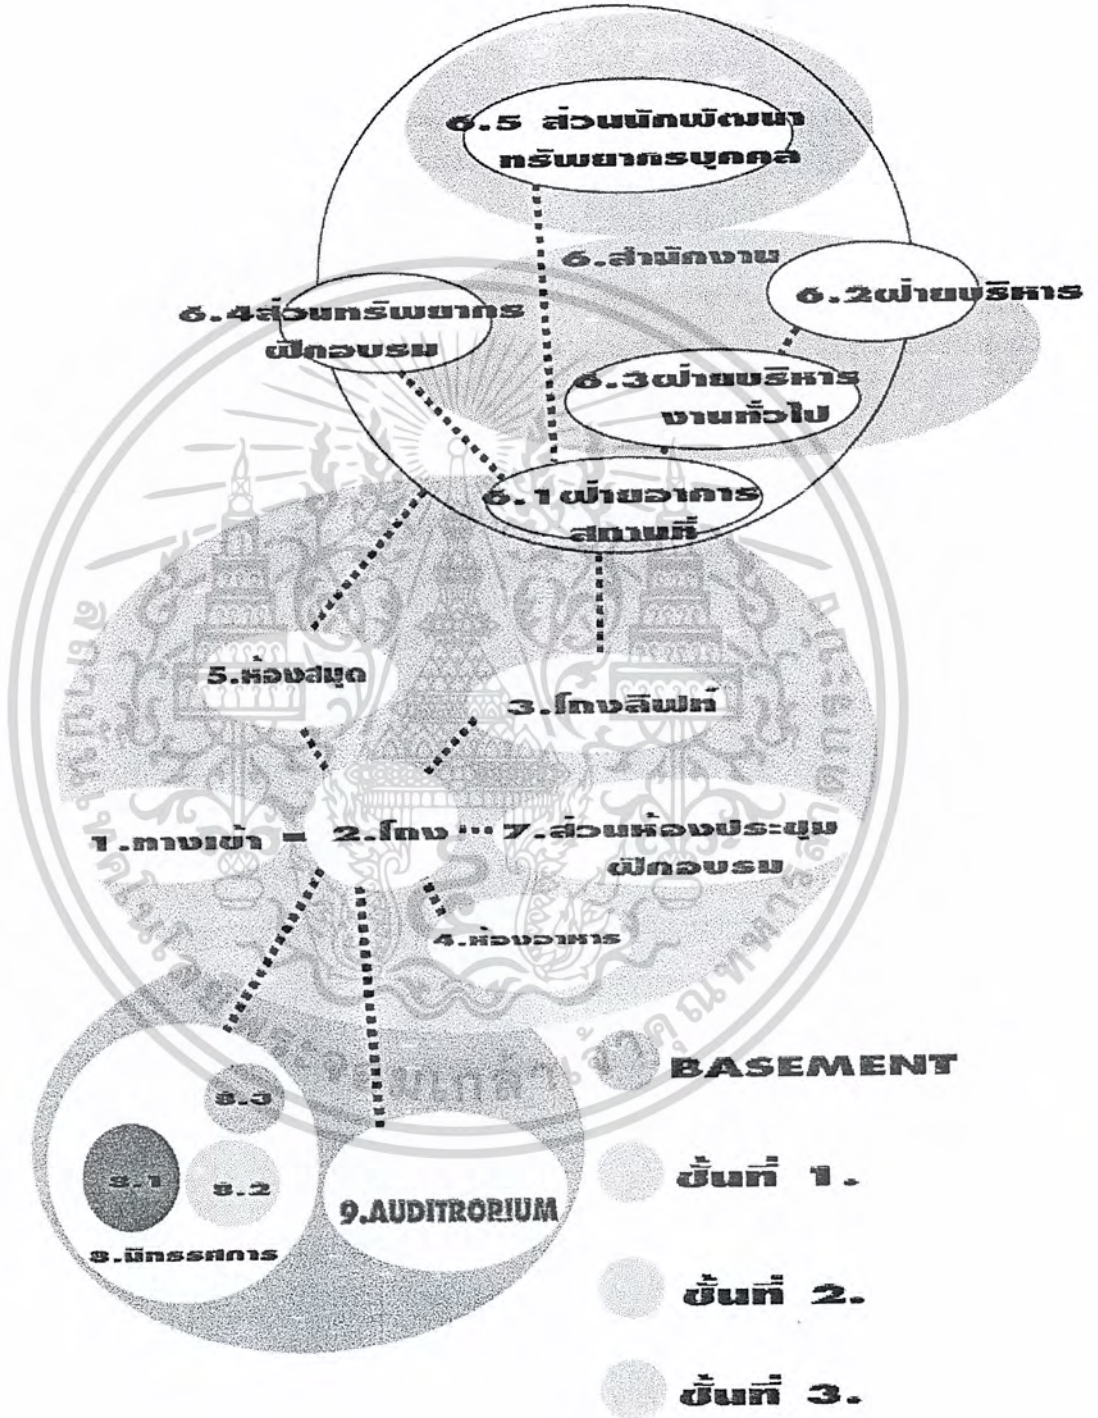 6.5 ส่วนนักพัฒนา
ทรัพยากรบุคคล
6.สำนักงาน
6.2ฝ่ายบริหาร
6.4ส่วนทรัพยากร
ฝึกอบรม
6.3ฝ่ายบริหาร
งานทั่วไป
6.1ฝ่ายอาการ
สถานที่
5.ห้องสมุด
3.โถงลิฟท์
1.ทางเข้า
2.โถง
7.ส่วนห้องประชุม
ฝึกอบรม
4.ห้องอาหาร
8.3
8.1
8.2
8.นิทรรศการ
9.AUDITRORIUM
BASEMENT
ชั้นที่ 1.
ชั้นที่ 2.
ชั้นที่ 3.